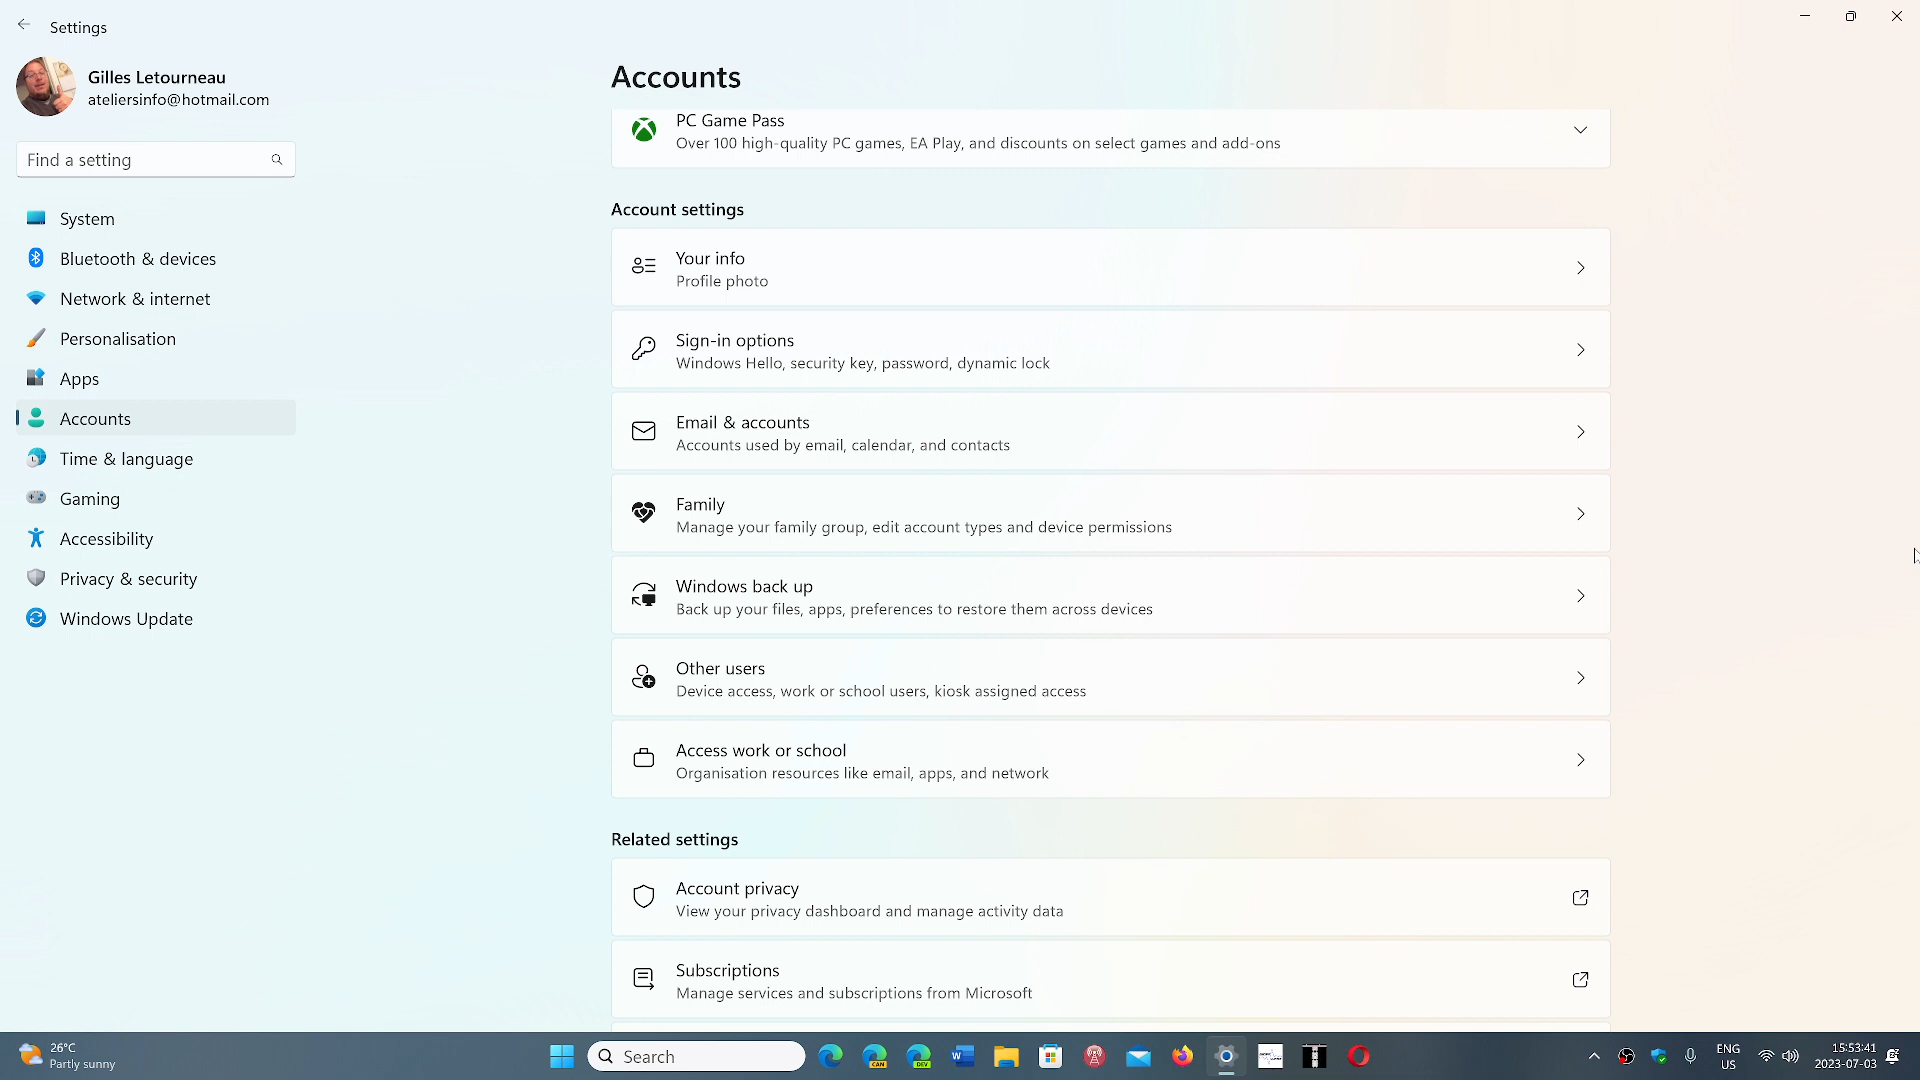 Settings
Gilles Letourneau
ateliersinfo@hotmail.com
Find a setting
System
Bluetooth & devices
Network & internet
Personalisation
Apps
Accounts
Time & language
Gaming
Accessibility
Privacy & security
Windows Update
Accounts
PC Game Pass
Over 100 high-quality PC games, EA Play, and discounts on select games and add-ons
Account settings
Your info
Profile photo
Sign-in options
Windows Hello, security key, password, dynamic lock
Email & accounts
Accounts used by email, calendar, and contacts
Family
Manage your family group, edit account types and device permissions
Windows back up
Back up your files, apps, preferences to restore them across devices
Other users
Device access, work or school users, kiosk assigned access
Access work or school
Organisation resources like email, apps, and network
Related settings
Account privacy
View your privacy dashboard and manage activity data
Subscriptions
Manage services and subscriptions from Microsoft
26°C
Partly sunny
Search
CAN
DEV
W
ENG
US
15:53:41
2023-07-03